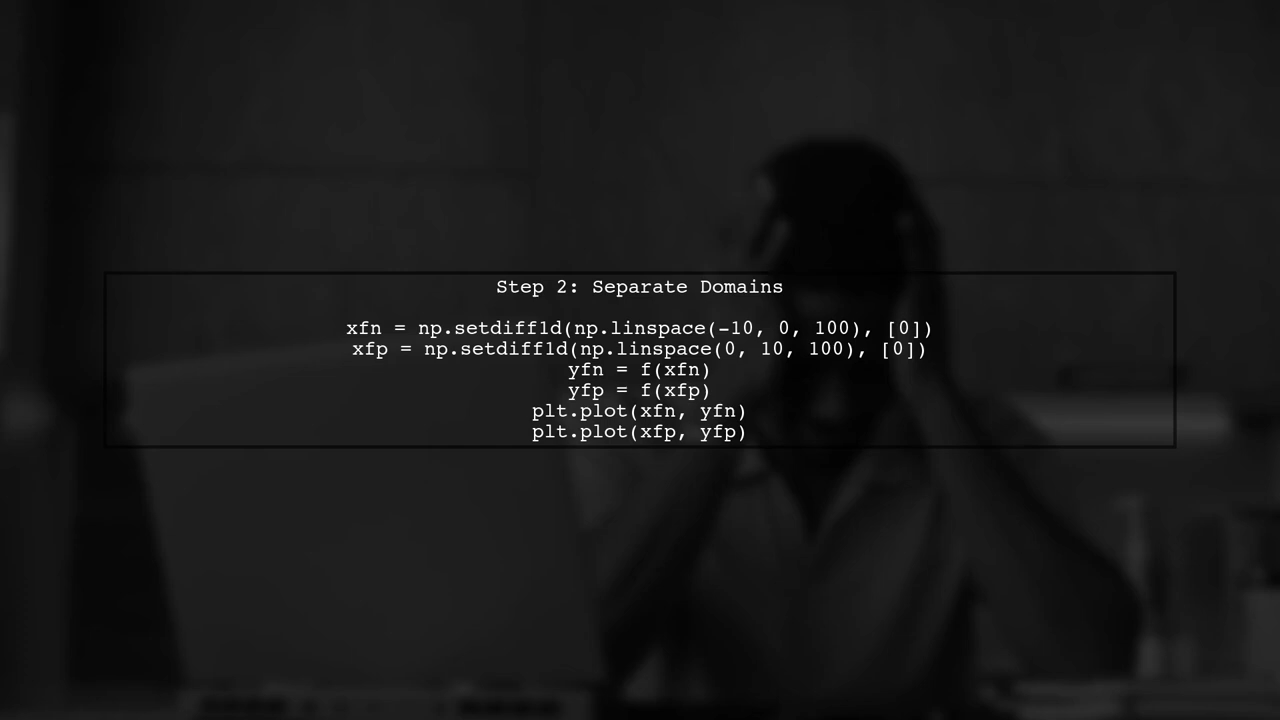 Step 2: Separate Domains
xfn = np.setdiff1d(np.linspace(-10, 0, 100), [0])
xfp = np.setdiff1d(np.linspace(0, 10, 100), [0])
yfn = f(xfn)
yfp = f(xfp)
plt.plot(xfn, yfn)
plt.plot(xfp, yfp)